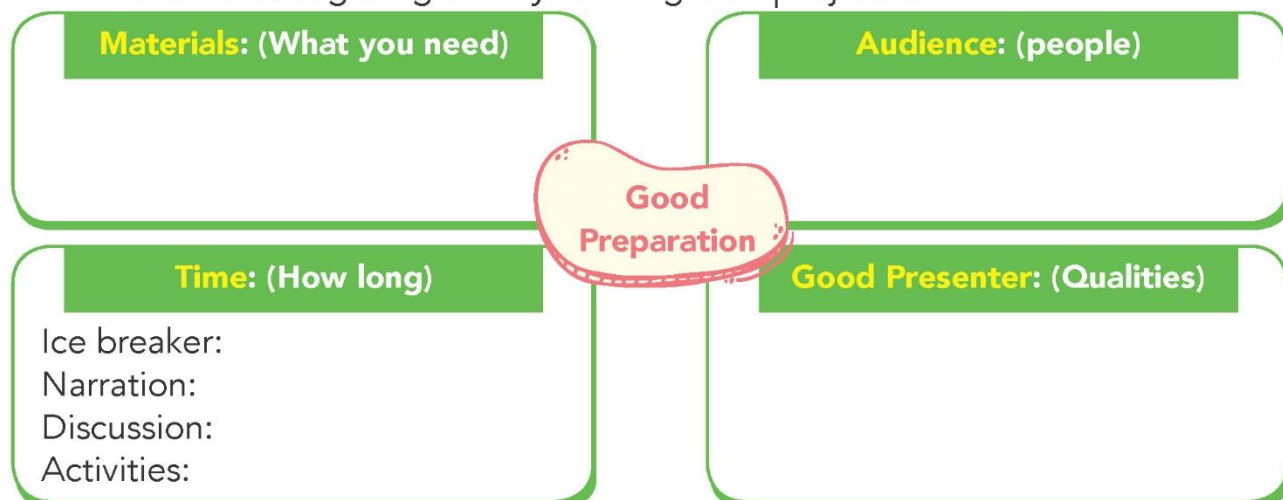 Materials: (What you need)
Audience: (people)
Good
Preparation
Time: (How long)
Ice breaker:
Narration:
Discussion:
Activities:
Good Presenter: (Qualities)